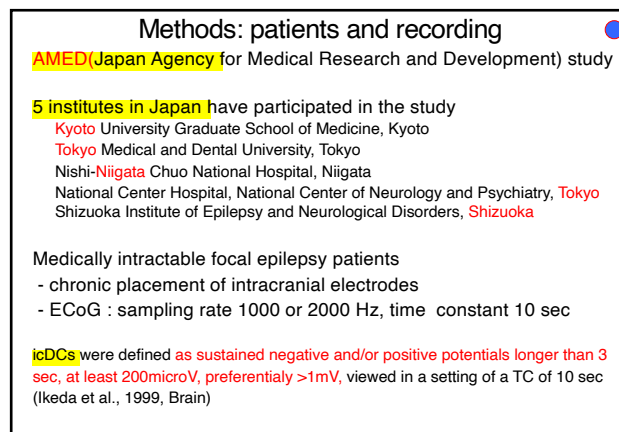 Methods: patients and recording
AMED(Japan Agency for Medical Research and Development) study
5 institutes in Japan have participated in the study
Kyoto University Graduate School of Medicine, Kyoto
Tokyo Medical and Dental University, Tokyo
Nishi-Niigata Chuo National Hospital, Niigata
National Center Hospital, National Center of Neurology and Psychiatry, Tokyo
Shizuoka Institute of Epilepsy and Neurological Disorders, Shizuoka
Medically intractable focal epilepsy patients
- chronic placement of intracranial electrodes
- ECoG : sampling rate 1000 or 2000 Hz, time constant 10 sec
icDCs were defined as sustained negative and/or positive potentials longer than 3
sec, at least 200microV, preferentialy >1mV, viewed in a setting of a TC of 10 sec
(Ikeda et al., 1999, Brain)